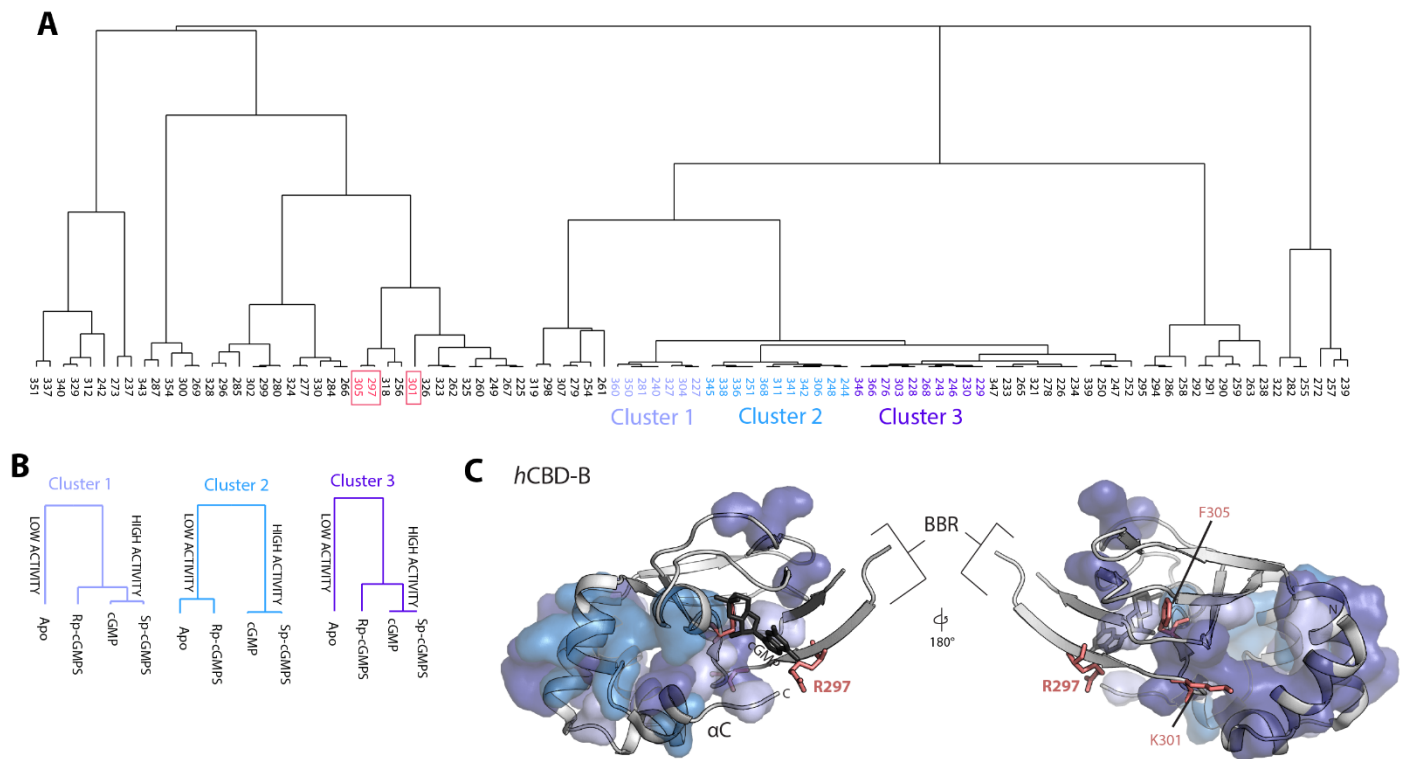 A
351 337 340 339 312 242 273 237 343 287 354 300 269 328 296 285 302 299 280 324 277 330 284 266 305 297 318 256 301 326 323 262 325 260 249 267 225 319 298 307 279 254 261 360 350 281 240 327 304 227 345 338 336 251 368 311 341 342 306 248 244 346 366 276 303 228 268 243 246 230 229 347 233 265 321 278 226 234 247 252 295 294 286 258 292 291 290 259 263 238 332 282 255 272 257 239
Cluster 1 Cluster 2 Cluster 3
B
Cluster 1 Cluster 2 Cluster 3
LOW ACTIVITY HIGH ACTIVITY LOW ACTIVITY HIGH ACTIVITY LOW ACTIVITY HIGH ACTIVITY
Apo Rp-cGMPS cGMP Sp-cGMPS Apo Rp-cGMPS cGMP Sp-cGMPS Apo Rp-cGMPS cGMP Sp-cGMPS
C
hCBD-B
BBR
F305
N
180°
cGMP
R297 R297
C
αC
K301